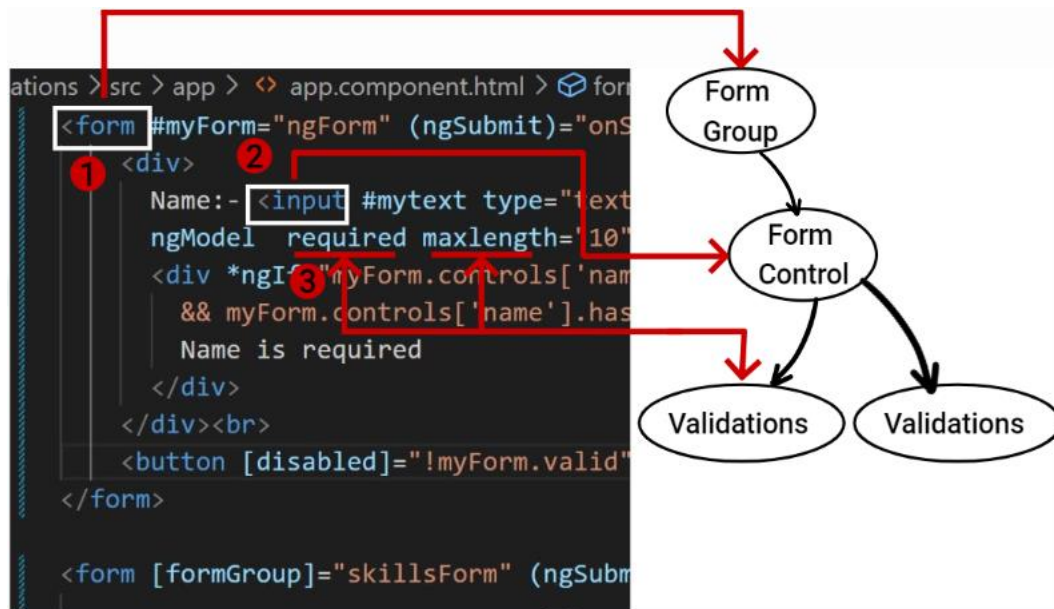 ations > src > app > <> app.component.html > for
<form #myForm="ngForm" (ngSubmit)="onS
1
2
<div>
Name:- <input #mytext type="text
ngModel required maxlength="10"
3
<div *ngIf="myForm.controls['nam
&& myForm.controls['name'].has
Name is required
</div>
</div><br>
<button [disabled]="!myForm.valid"
</form>
<form [formGroup]="skillsForm" (ngSubm
Form
Group
Form
Control
Validations
Validations